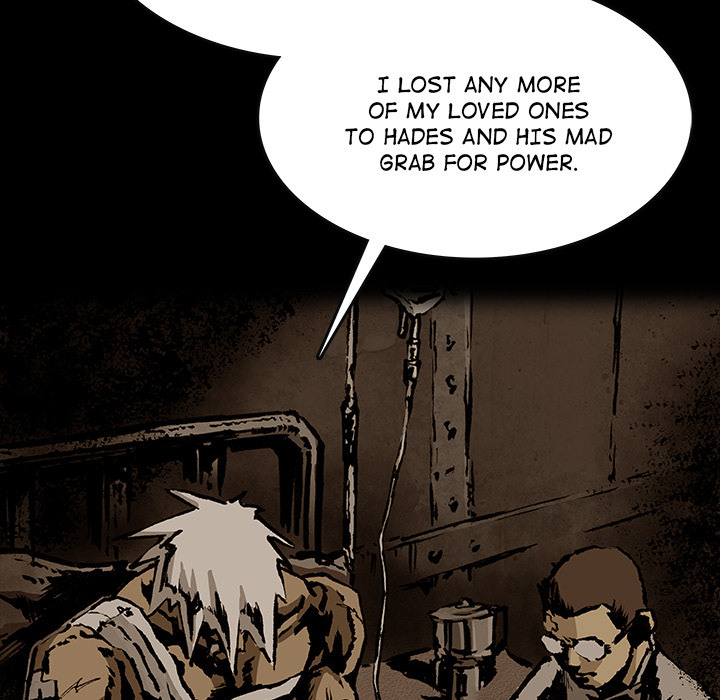 I LOST ANY MORE
OF MY LOVED ONES
TO HADES AND HIS MAD
GRAB FOR POWER.